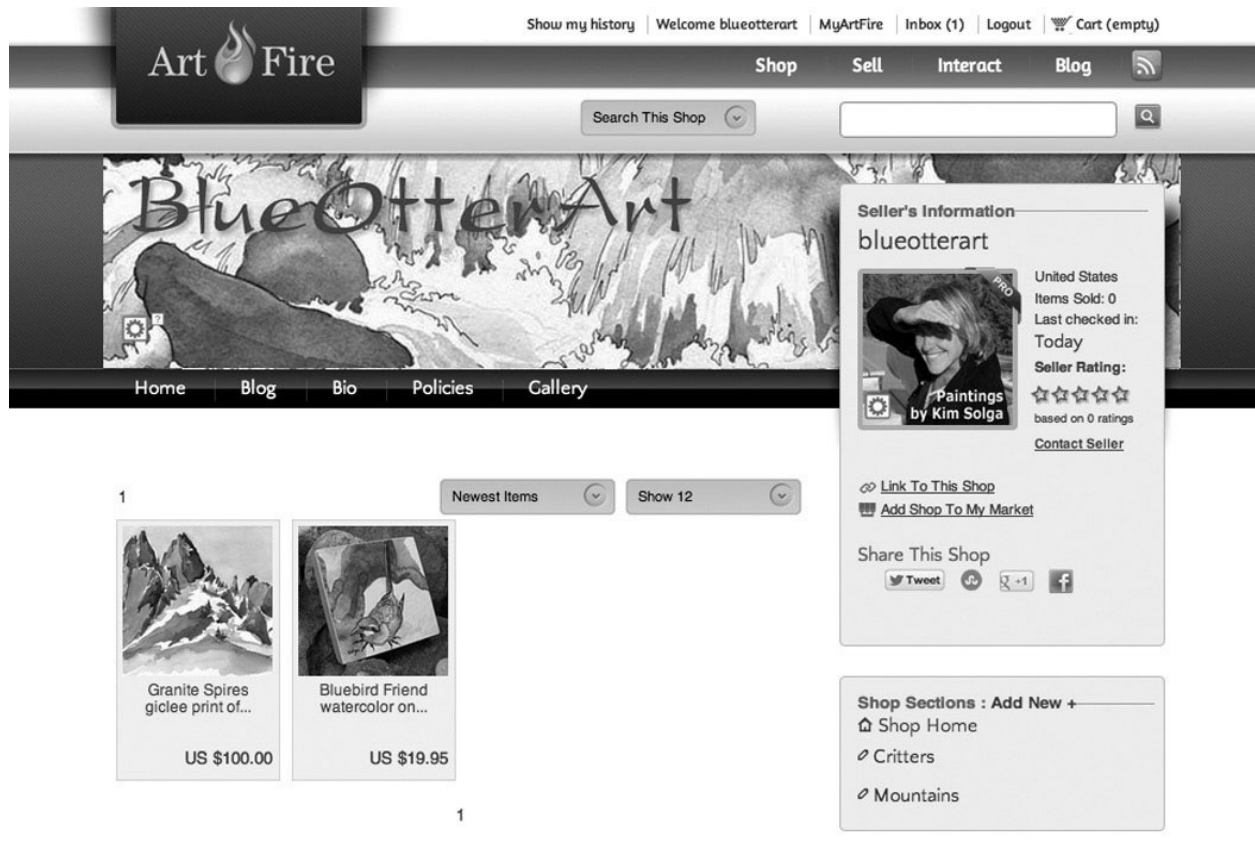 Show my history
Welcome blueotterart
MyArtFire
Inbox (1)
Logout
Cart (empty)
Art Fire
Shop
Sell
Interact
Blog
Search This Shop
BlueOtterArt
?
Home
Blog
Bio
Policies
Gallery
Seller's Information
blueotterart
PRO
Paintings
by Kim Solga
United States
Items Sold: 0
Last checked in:
Today
Seller Rating:
based on 0 ratings
Contact Seller
Link To This Shop
Add Shop To My Market
Share This Shop
Tweet
g +1
f
1
Newest Items
Show 12
Granite Spires
giclee print of...
US $100.00
Bluebird Friend
watercolor on...
US $19.95
1
Shop Sections : Add New +
Shop Home
Critters
Mountains